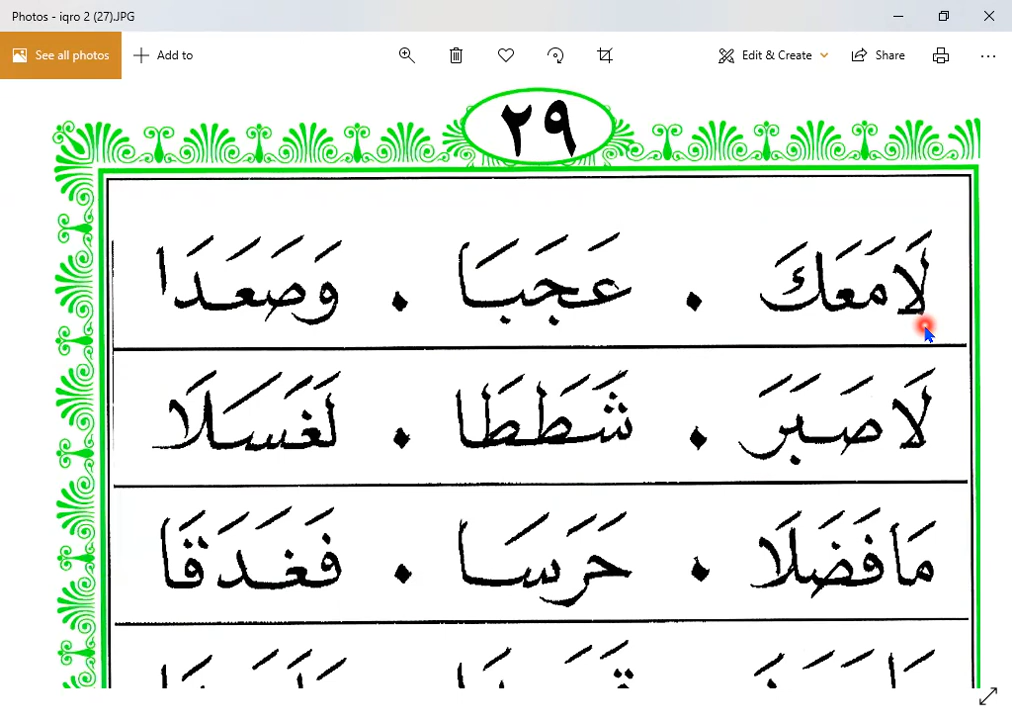 Photos - iqro 2 (27).JPG
See all photos Add to Edit & Create Share
٢٩
لَامَعَكَ . عَجَبَا . وَصَعَدَا
لَاصَبَرَ . شَطَطَا . لَغَسَلَا
مَافَضَلَا . حَرَسَا . فَغَدَقَا